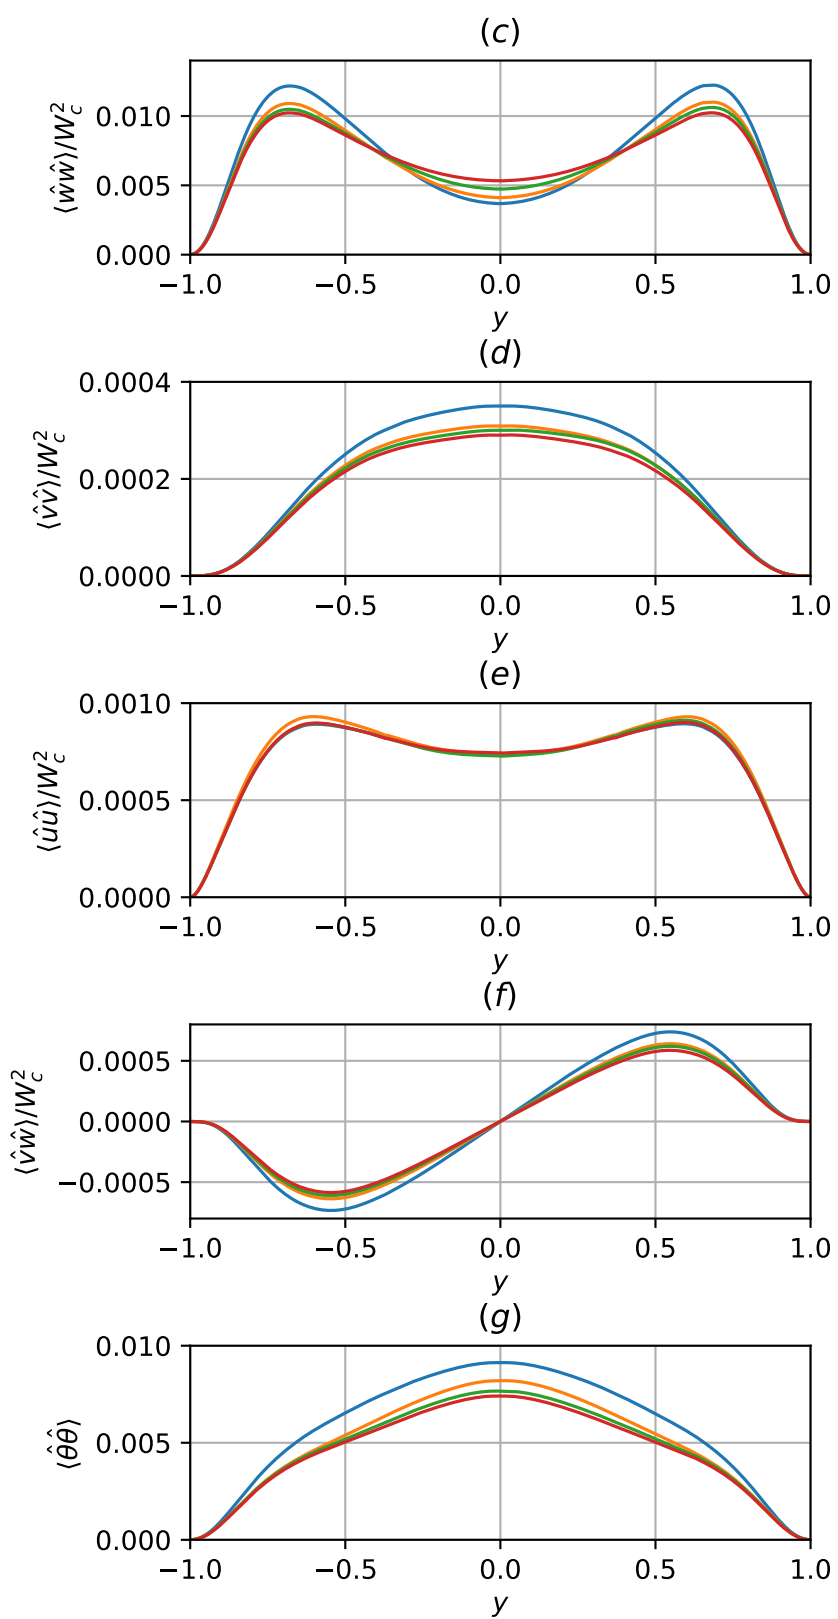 (c)
⟨ŵŵ⟩/W_c^2
0.010
0.005
0.000
−1.0 −0.5 0.0 0.5 1.0
y
(d)
⟨v̂v̂⟩/W_c^2
0.0004
0.0002
0.0000
−1.0 −0.5 0.0 0.5 1.0
y
(e)
⟨ûû⟩/W_c^2
0.0010
0.0005
0.0000
−1.0 −0.5 0.0 0.5 1.0
y
(f)
⟨v̂ŵ⟩/W_c^2
0.0005
0.0000
−0.0005
−1.0 −0.5 0.0 0.5 1.0
y
(g)
⟨θ̂θ̂⟩
0.010
0.005
0.000
−1.0 −0.5 0.0 0.5 1.0
y